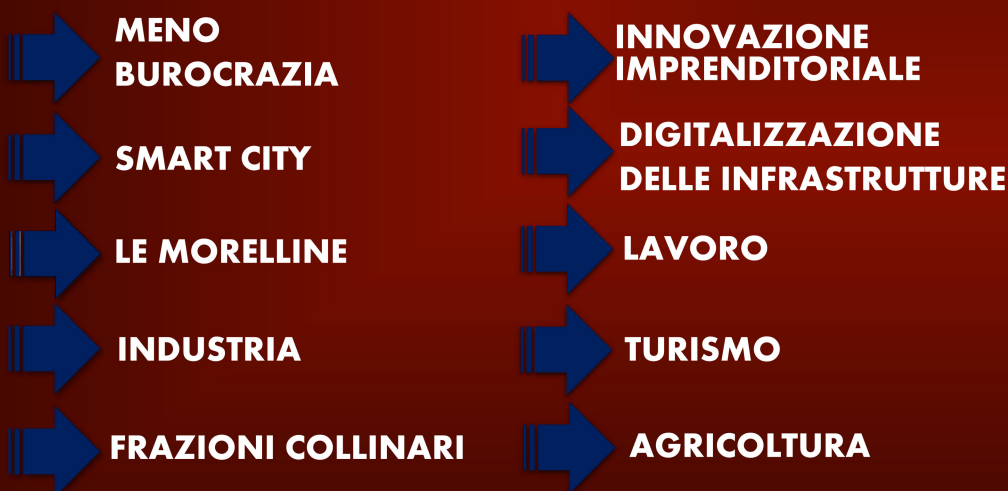 MENO
BUROCRAZIA
SMART CITY
LE MORELLINE
INDUSTRIA
FRAZIONI COLLINARI
INNOVAZIONE
IMPRENDITORIALE
DIGITALIZZAZIONE
DELLE INFRASTRUTTURE
LAVORO
TURISMO
AGRICOLTURA